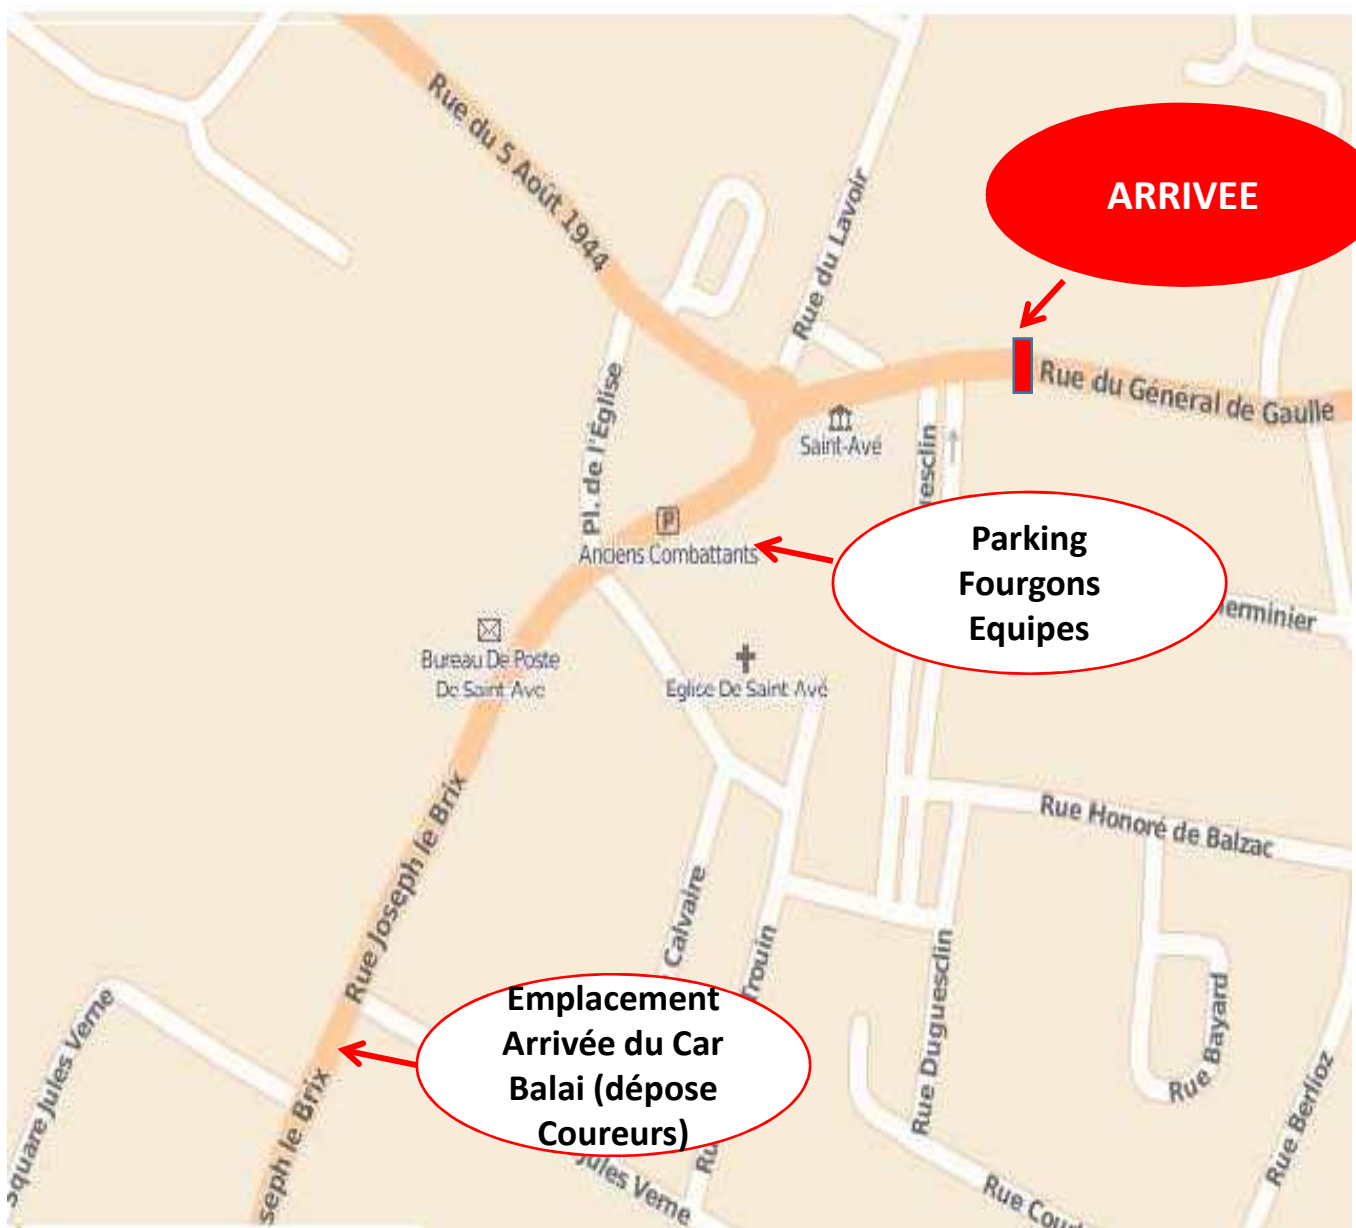 Rue du 5 Août 1944
Rue du Lavoir
ARRIVEE
Rue du Général de Gaulle
Pl. de l'Église
Saint-Avé
P
Anciens Combattants
Parking
Fourgons
Equipes
Bureau De Poste
De Saint Ave
Eglise De Saint Avé
Rue Joseph le Brix
Rue Honoré de Balzac
Calvaire
Trouin
Emplacement
Arrivée du Car
Balai (dépose
Coureurs)
Rue Duguesclin
Rue Bayard
Rue Berlioz
Square Jules Verne
Jules Verne